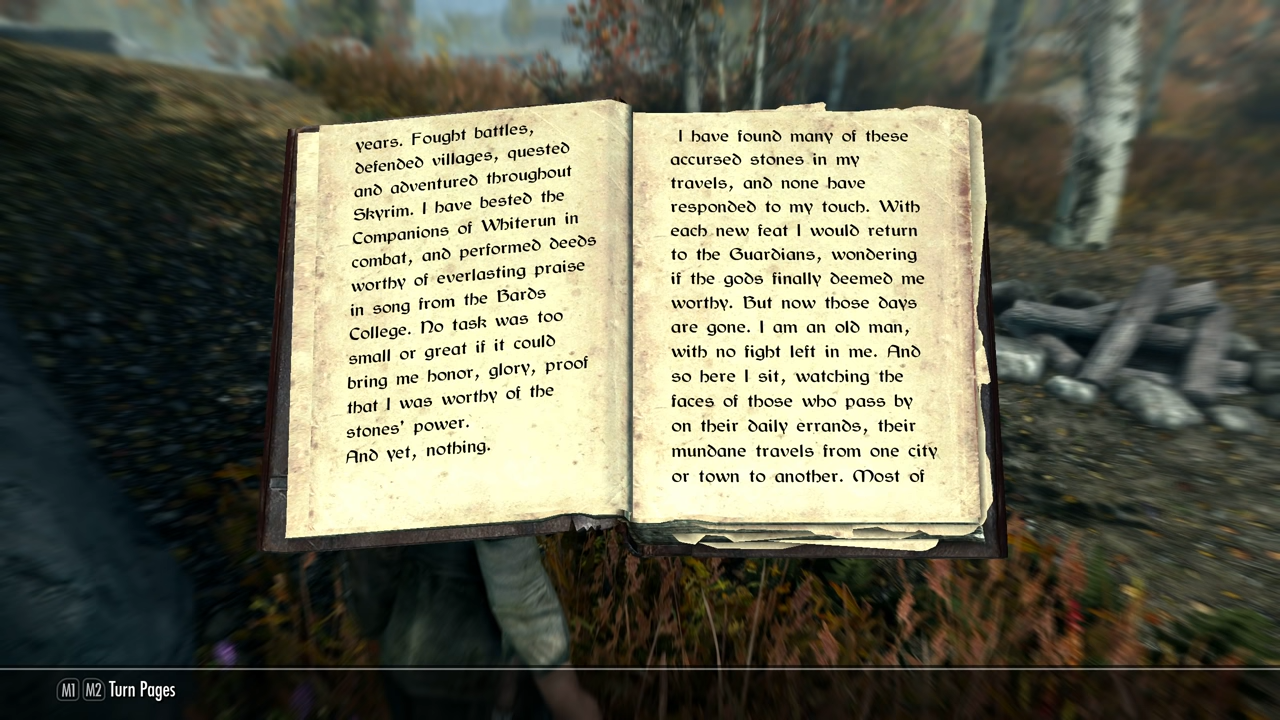 years. Fought battles,
defended villages, quested
and adventured throughout
Skyrim. I have bested the
Companions of Whiterun in
combat, and performed deeds
worthy of everlasting praise
in song from the Bards
College. No task was too
small or great if it could
bring me honor, glory, proof
that I was worthy of the
stones' power.
And yet, nothing.
I have found many of these
accursed stones in my
travels, and none have
responded to my touch. With
each new feat I would return
to the Guardians, wondering
if the gods finally deemed me
worthy. But now those days
are gone. I am an old man,
with no fight left in me. And
so here I sit, watching the
faces of those who pass by
on their daily errands, their
mundane travels from one city
or town to another. Most of
M1 M2 Turn Pages